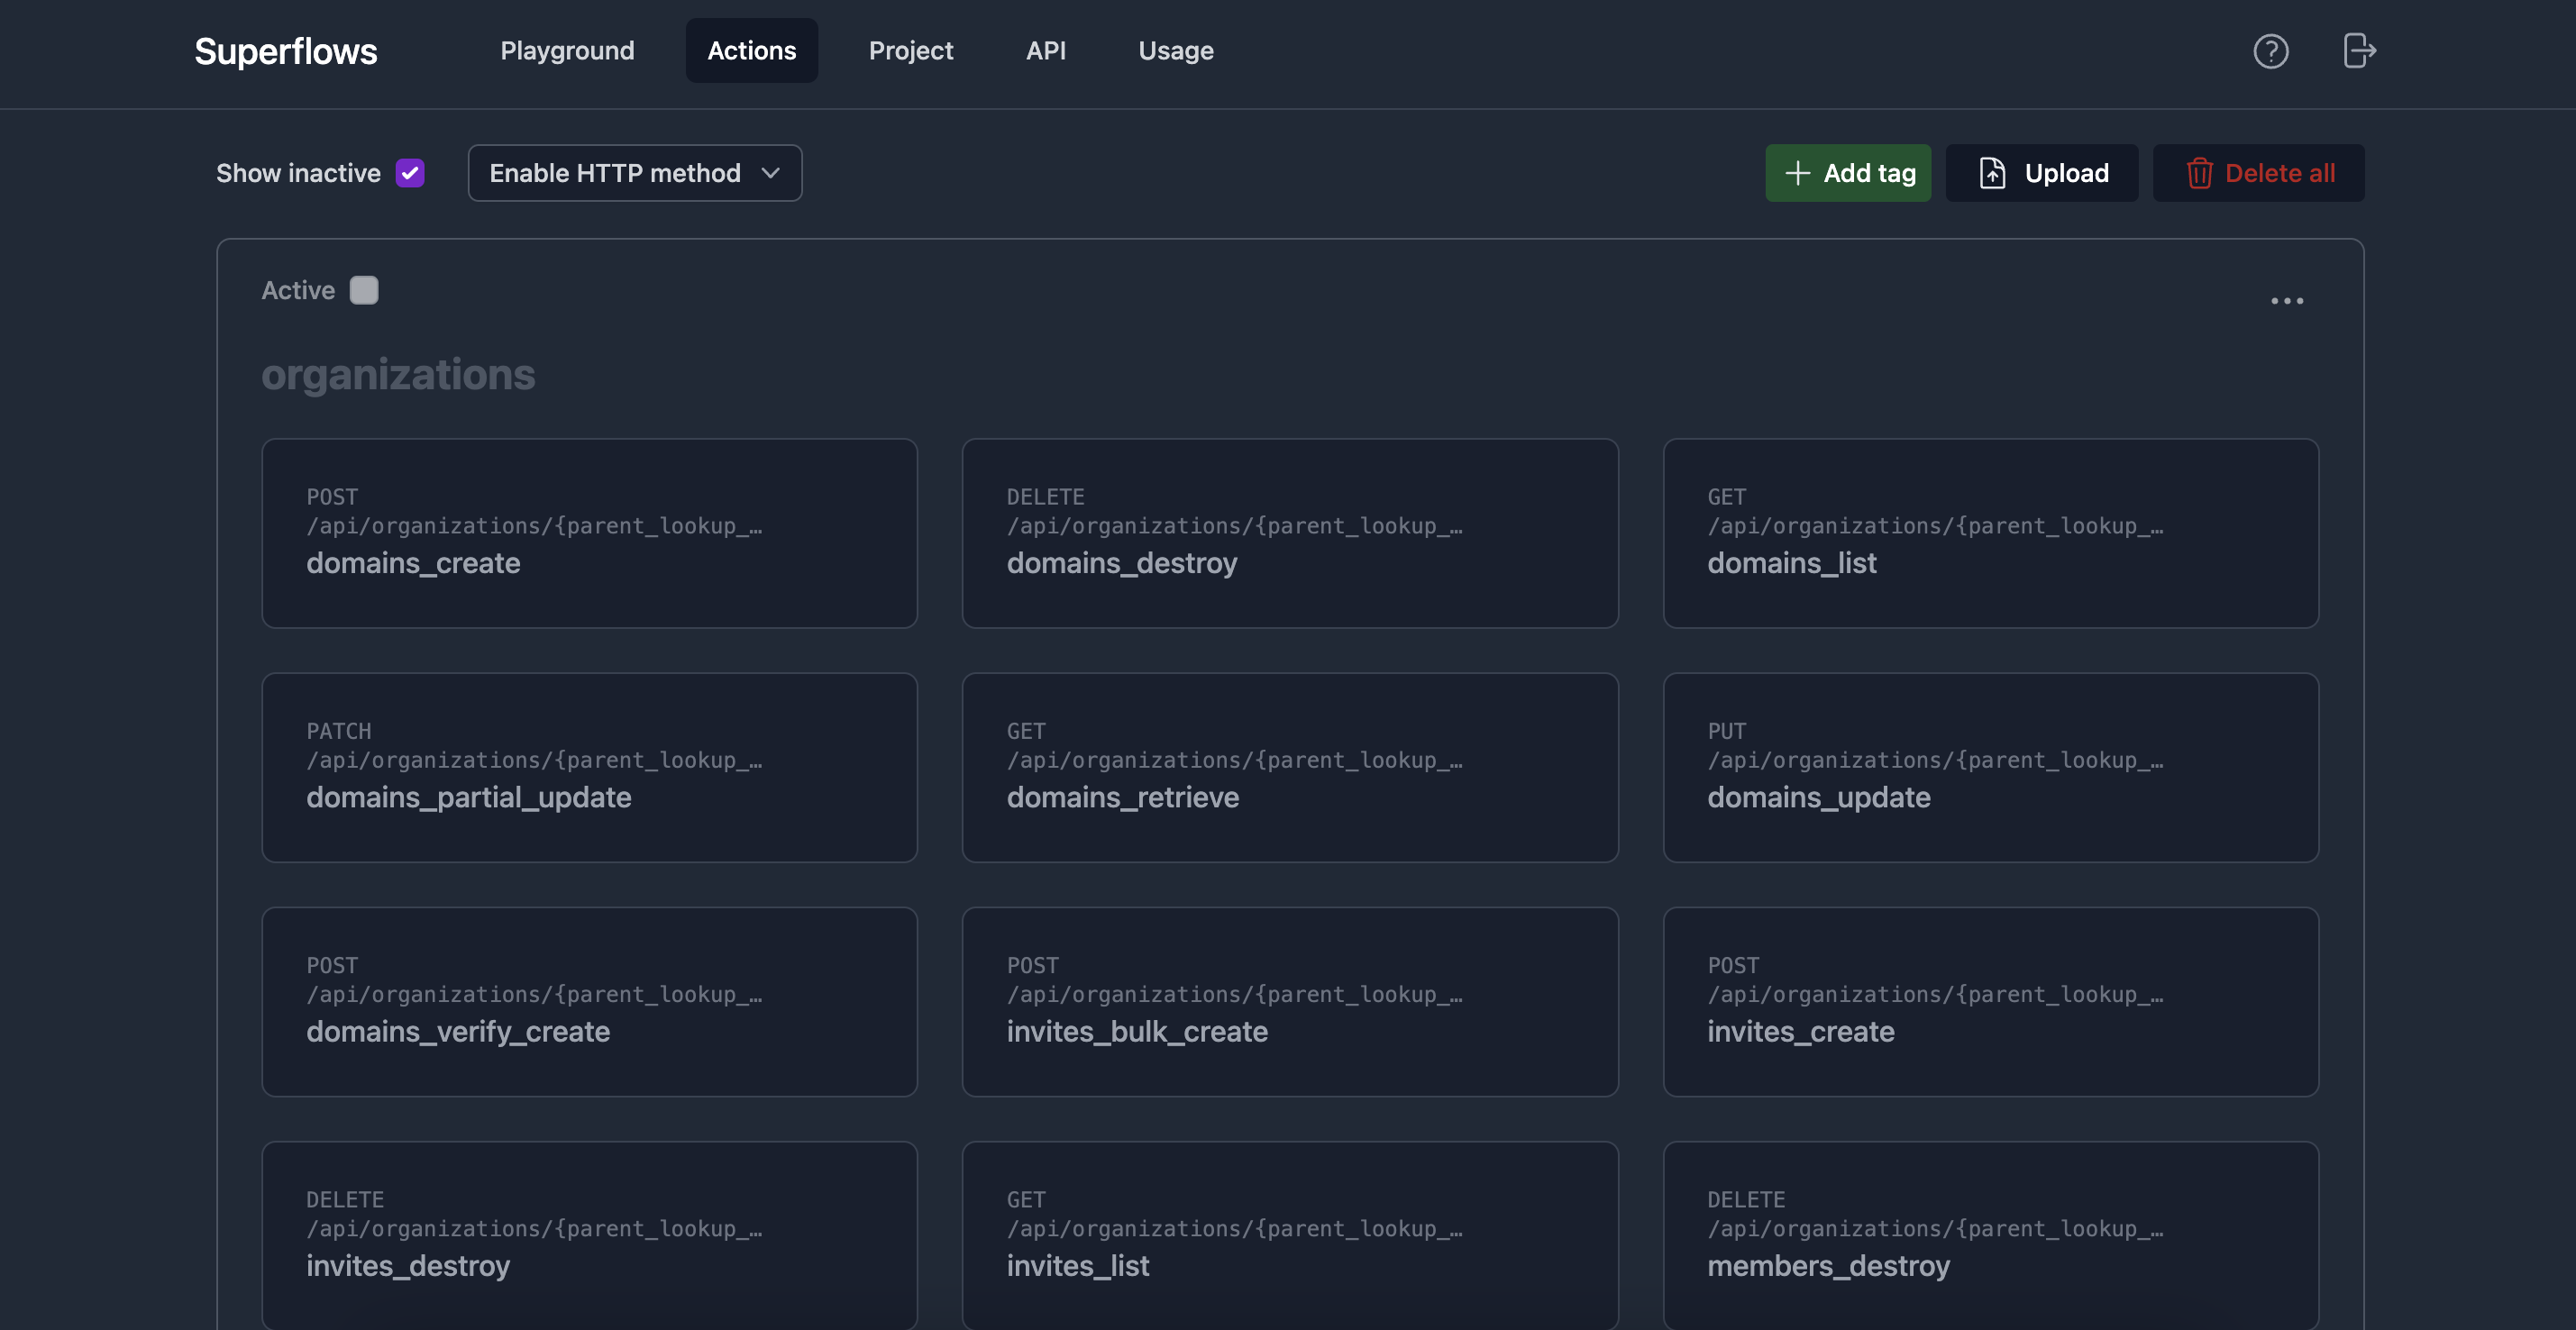 Superflows Playground Actions Project API Usage
Show inactive Enable HTTP method Add tag Upload Delete all
Active
organizations
POST
/api/organizations/{parent_lookup_…
domains_create
DELETE
/api/organizations/{parent_lookup_…
domains_destroy
GET
/api/organizations/{parent_lookup_…
domains_list
PATCH
/api/organizations/{parent_lookup_…
domains_partial_update
GET
/api/organizations/{parent_lookup_…
domains_retrieve
PUT
/api/organizations/{parent_lookup_…
domains_update
POST
/api/organizations/{parent_lookup_…
domains_verify_create
POST
/api/organizations/{parent_lookup_…
invites_bulk_create
POST
/api/organizations/{parent_lookup_…
invites_create
DELETE
/api/organizations/{parent_lookup_…
invites_destroy
GET
/api/organizations/{parent_lookup_…
invites_list
DELETE
/api/organizations/{parent_lookup_…
members_destroy